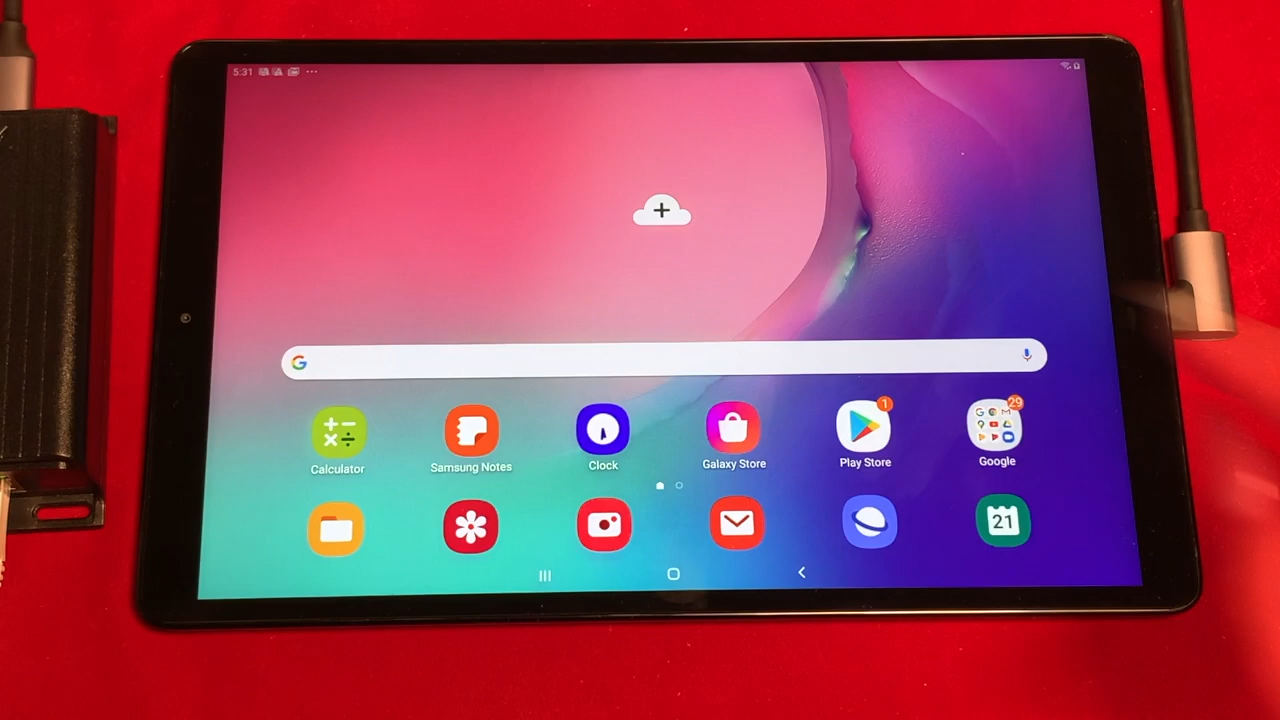 5:31
Calculator
Samsung Notes
Clock
Galaxy Store
1
Play Store
29
Google
21